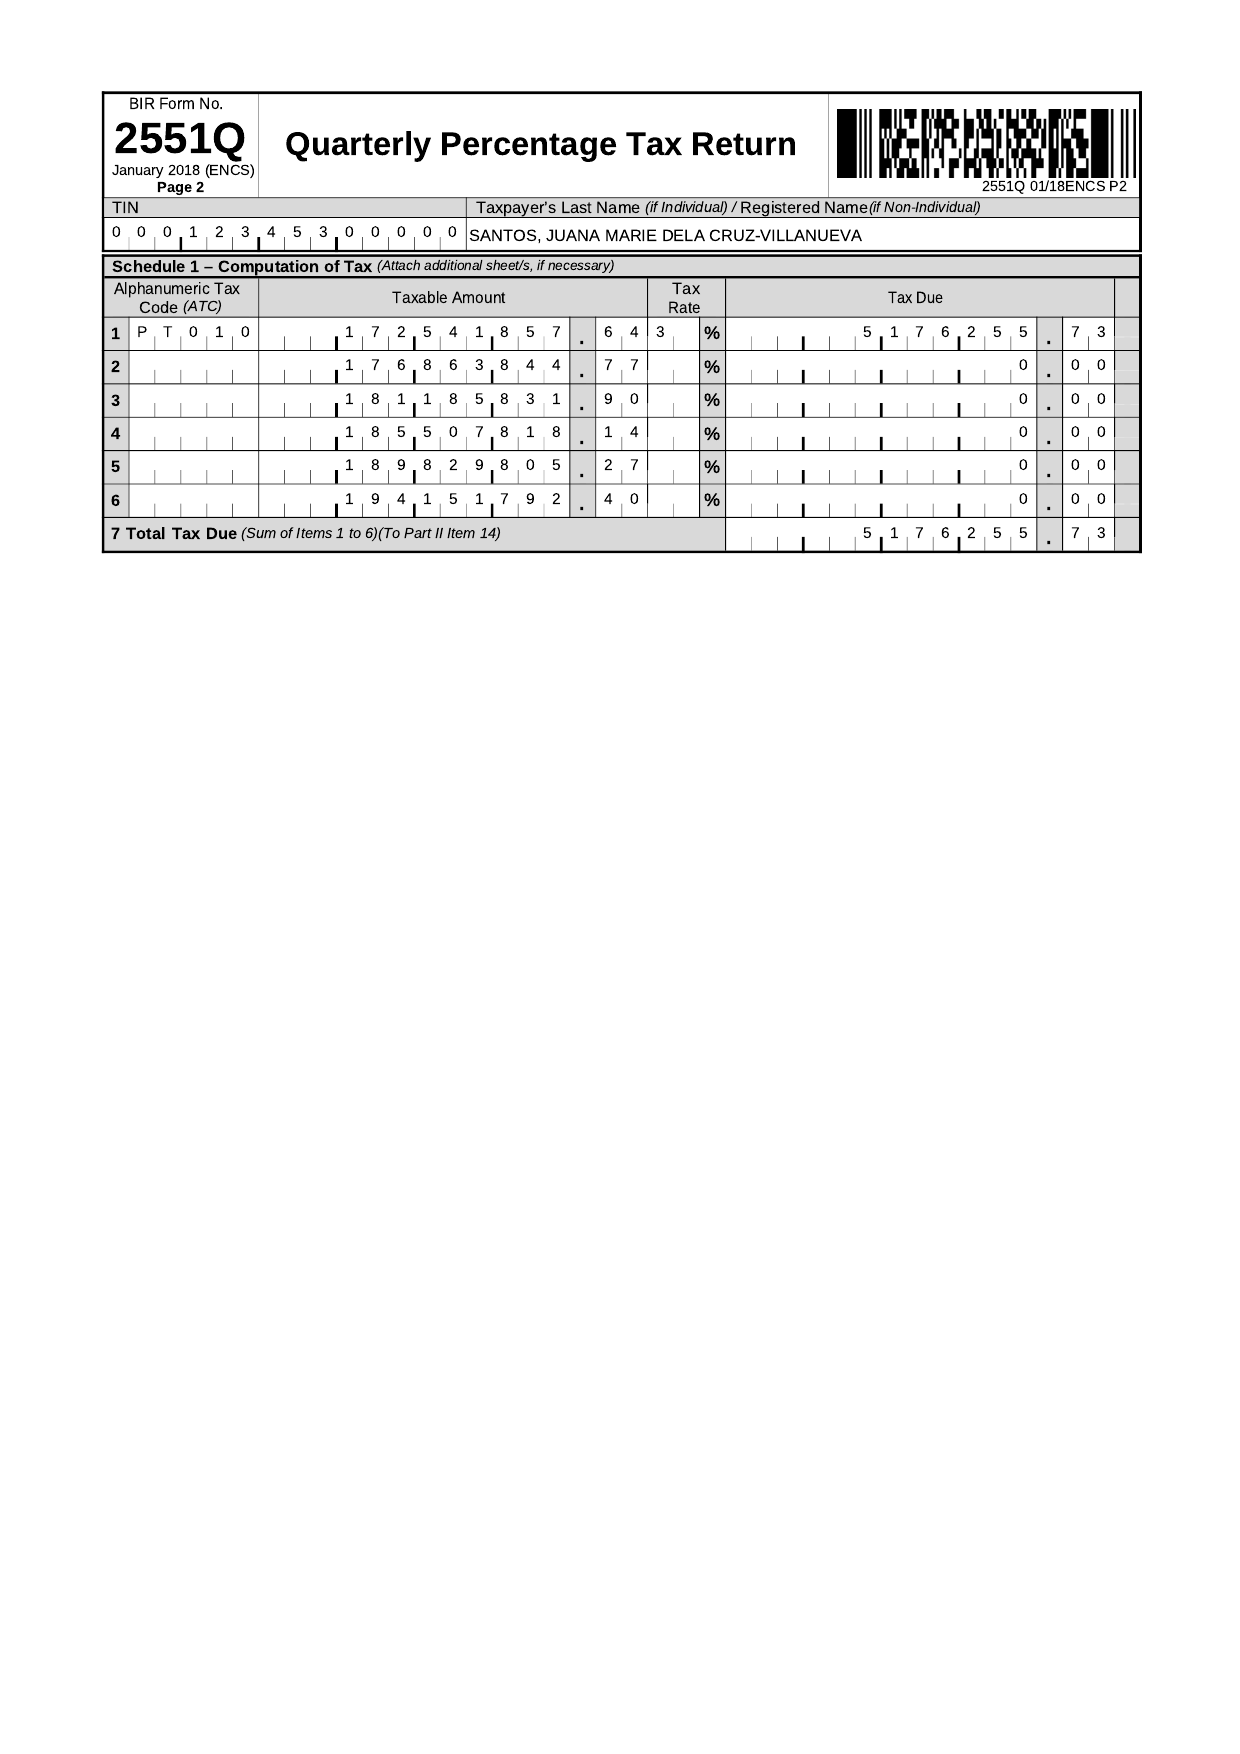 BIR Form No.
2551Q
January 2018 (ENCS)
Page 2
Quarterly Percentage Tax Return
2551Q 01/18ENCS P2
TIN
Taxpayer's Last Name (if Individual) / Registered Name(if Non-Individual)
0 0 0 1 2 3 4 5 3 0 0 0 0 0 SANTOS, JUANA MARIE DELA CRUZ-VILLANUEVA
Schedule 1 – Computation of Tax (Attach additional sheet/s, if necessary)
Alphanumeric Tax
Code (ATC)
Taxable Amount
Tax
Rate
Tax Due
1 P T 0 1 0 1 7 2 5 4 1 8 5 7 . 6 4 3 % 5 1 7 6 2 5 5 . 7 3
2 1 7 6 8 6 3 8 4 4 . 7 7 % 0 . 0 0
3 1 8 1 1 8 5 8 3 1 . 9 0 % 0 . 0 0
4 1 8 5 5 0 7 8 1 8 . 1 4 % 0 . 0 0
5 1 8 9 8 2 9 8 0 5 . 2 7 % 0 . 0 0
6 1 9 4 1 5 1 7 9 2 . 4 0 % 0 . 0 0
7 Total Tax Due (Sum of Items 1 to 6)(To Part II Item 14) 5 1 7 6 2 5 5 . 7 3